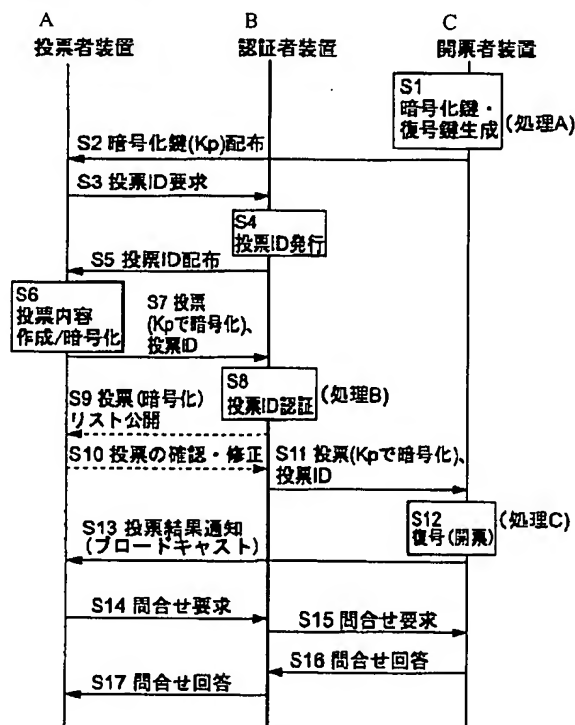 A
B
C
投票者装置
認証者装置
開票者装置
S1
暗号化鍵・
復号鍵生成
(処理A)
S2 暗号化鍵(Kp)配布
S3 投票ID要求
S4
投票ID発行
S5 投票ID配布
S6
投票内容
作成/暗号化
S7 投票
(Kpで暗号化)、
投票ID
S8
投票ID認証
(処理B)
S9 投票(暗号化)
リスト公開
S10 投票の確認・修正
S11 投票(Kpで暗号化)、
投票ID
S12
復号(開票)
(処理C)
S13 投票結果通知
(ブロードキャスト)
S14 問合せ要求
S15 問合せ要求
S16 問合せ回答
S17 問合せ回答